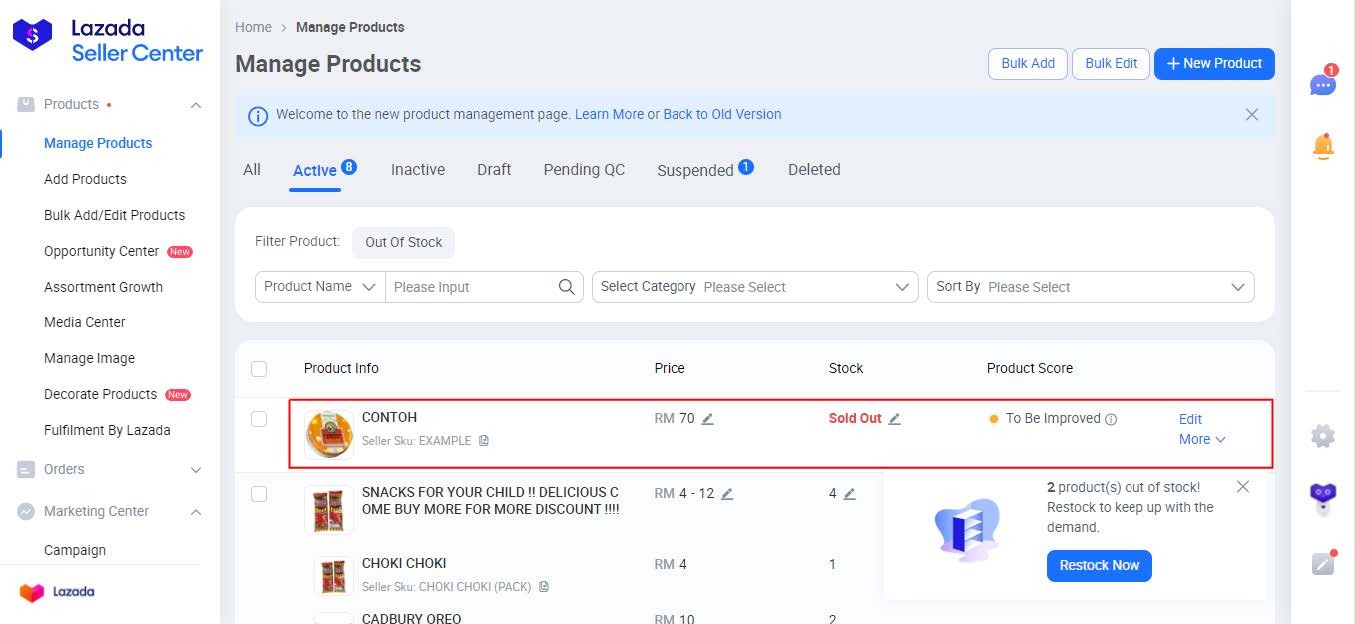 Lazada
Seller Center
Products
Manage Products
Add Products
Bulk Add/Edit Products
Opportunity Center New
Assortment Growth
Media Center
Manage Image
Decorate Products New
Fulfilment By Lazada
Orders
Marketing Center
Campaign
Lazada
Home > Manage Products
Manage Products
Bulk Add
Bulk Edit
+ New Product
Welcome to the new product management page. Learn More or Back to Old Version
All Active 8 Inactive Draft Pending QC Suspended 1 Deleted
Filter Product: Out Of Stock
Product Name Please Input Select Category Please Select Sort By Please Select
Product Info Price Stock Product Score
CONTOH RM 70 Sold Out To Be Improved Edit
Seller Sku: EXAMPLE More
SNACKS FOR YOUR CHILD !! DELICIOUS C RM 4 - 12 4
OME BUY MORE FOR MORE DISCOUNT !!!!
CHOKI CHOKI RM 4 1
Seller Sku: CHOKI CHOKI (PACK)
CADBURY OREO RM 10 2
2 product(s) out of stock!
Restock to keep up with the
demand.
Restock Now
1